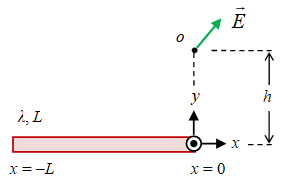 E⃗
o
y
h
λ, L
x
x = –L
x = 0